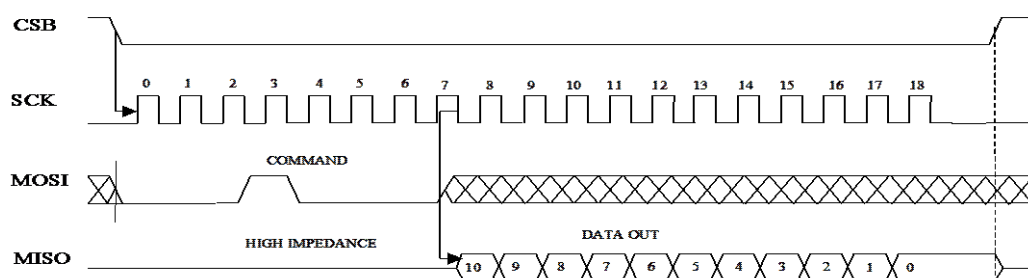 CSB
0 1 2 3 4 5 6 7 8 9 10 11 12 13 14 15 16 17 18
SCK
COMMAND
MOSI
HIGH IMPEDANCE DATA OUT
MISO 10 9 8 7 6 5 4 3 2 1 0